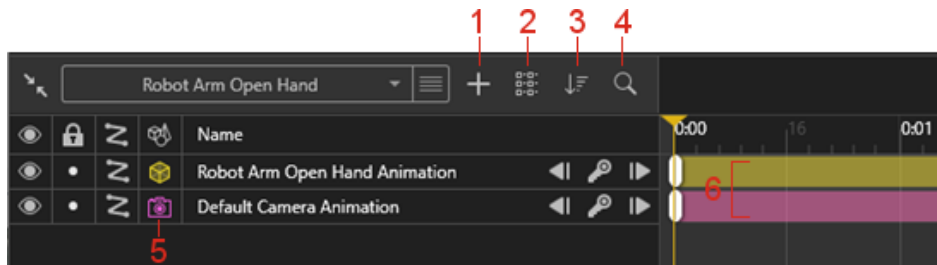 1 2 3 4
Robot Arm Open Hand
Name 0:00 16 0:01
Robot Arm Open Hand Animation
6
Default Camera Animation
5